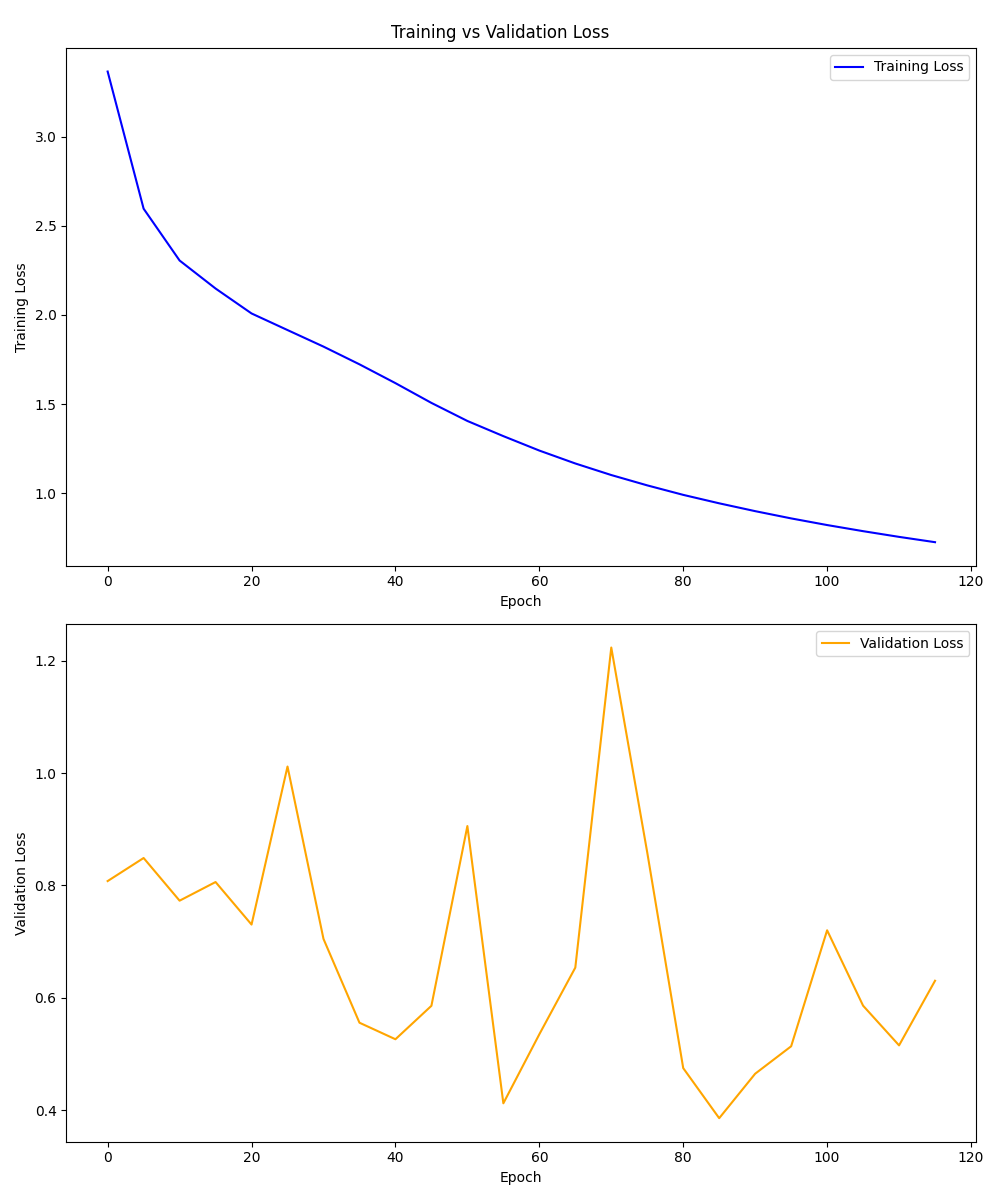 Training vs Validation Loss
Training Loss
3.0
2.5
2.0
1.5
1.0
Training Loss
0 20 40 60 80 100 120
Epoch
Validation Loss
1.2
1.0
0.8
0.6
0.4
Validation Loss
0 20 40 60 80 100 120
Epoch